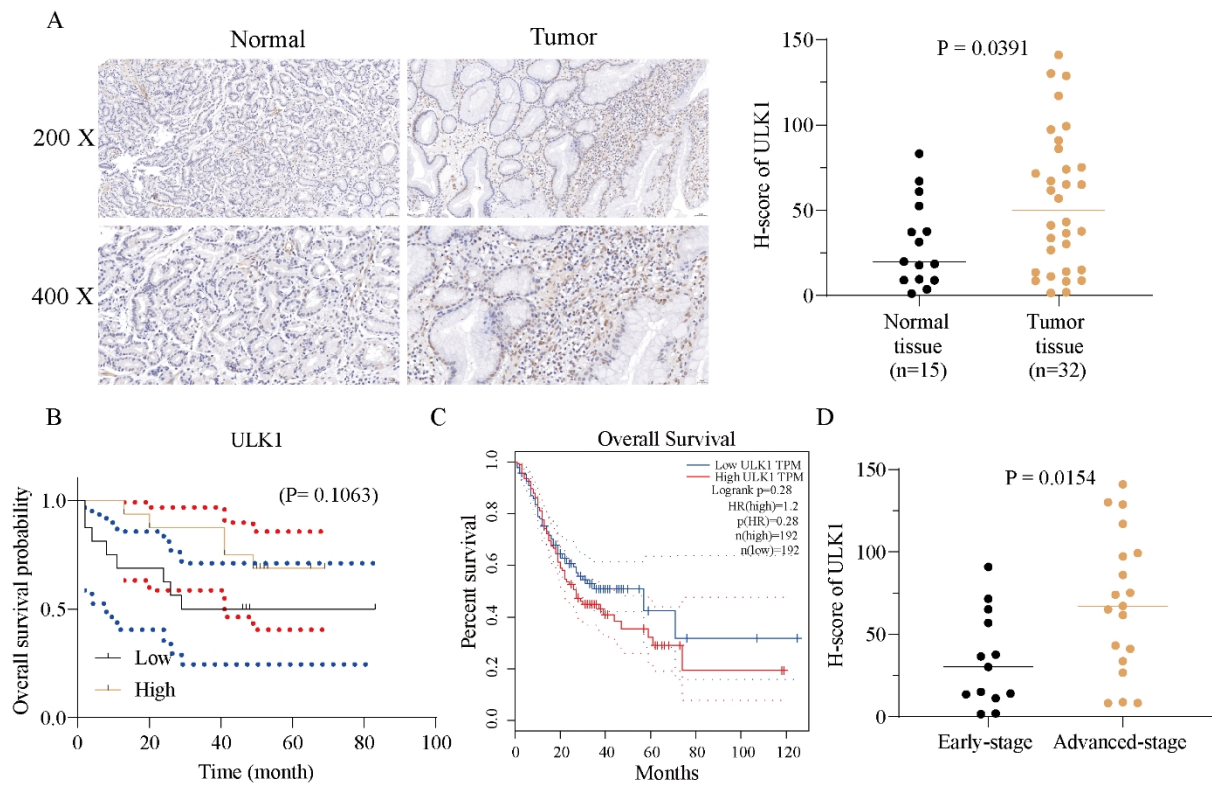 A
Normal
Tumor
200 X
400 X
150
100
50
0
H-score of ULK1
P = 0.0391
Normal
tissue
(n=15)
Tumor
tissue
(n=32)
B
ULK1
(P= 0.1063)
Overall survival probability
1.0
0.5
0.0
Low
High
0
20
40
60
80
100
Time (month)
C
Overall Survival
Low ULK1 TPM
High ULK1 TPM
Logrank p=0.28
HR(high)=1.2
p(HR)=0.28
n(high)=192
n(low)=192
Percent survival
1.0
0.8
0.6
0.4
0.2
0.0
0
20
40
60
80
100
120
Months
D
150
100
50
0
H-score of ULK1
P = 0.0154
Early-stage
Advanced-stage